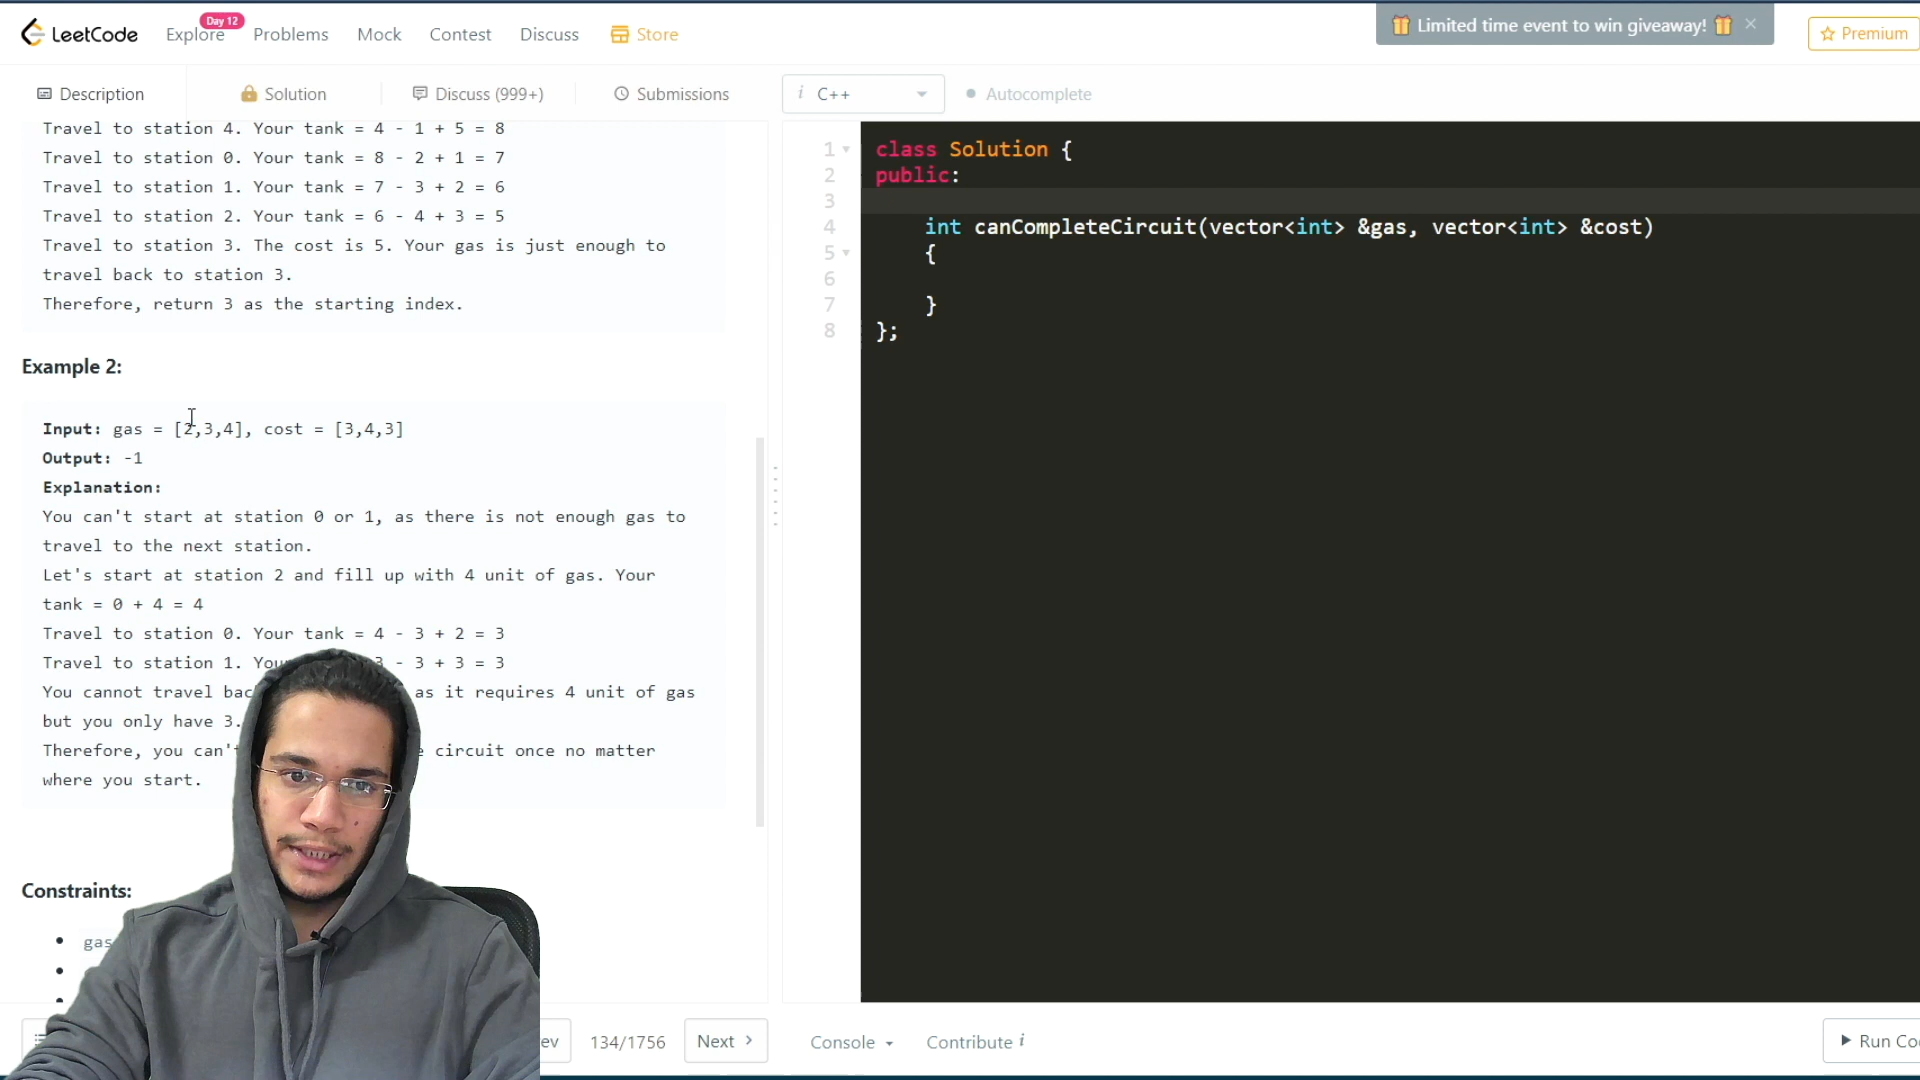 LeetCode
Explore
Day 12
Problems
Mock
Contest
Discuss
Store
Limited time event to win giveaway!
Premium
Description
Solution
Discuss (999+)
Submissions
i C++
Autocomplete
Travel to station 4. Your tank = 4 - 1 + 5 = 8
Travel to station 0. Your tank = 8 - 2 + 1 = 7
Travel to station 1. Your tank = 7 - 3 + 2 = 6
Travel to station 2. Your tank = 6 - 4 + 3 = 5
Travel to station 3. The cost is 5. Your gas is just enough to
travel back to station 3.
Therefore, return 3 as the starting index.
Example 2:
Input: gas = [2,3,4], cost = [3,4,3]
Output: -1
Explanation:
You can't start at station 0 or 1, as there is not enough gas to
travel to the next station.
Let's start at station 2 and fill up with 4 unit of gas. Your
tank = 0 + 4 = 4
Travel to station 0. Your tank = 4 - 3 + 2 = 3
Travel to station 1. You 3 - 3 + 3 = 3
You cannot travel bac as it requires 4 unit of gas
but you only have 3.
Therefore, you can't circuit once no matter
where you start.
Constraints:
gas
1 class Solution {
2 public:
3
4 int canCompleteCircuit(vector<int> &gas, vector<int> &cost)
5 {
6
7 }
8 };
ev
134/1756
Next >
Console
Contribute i
Run Co